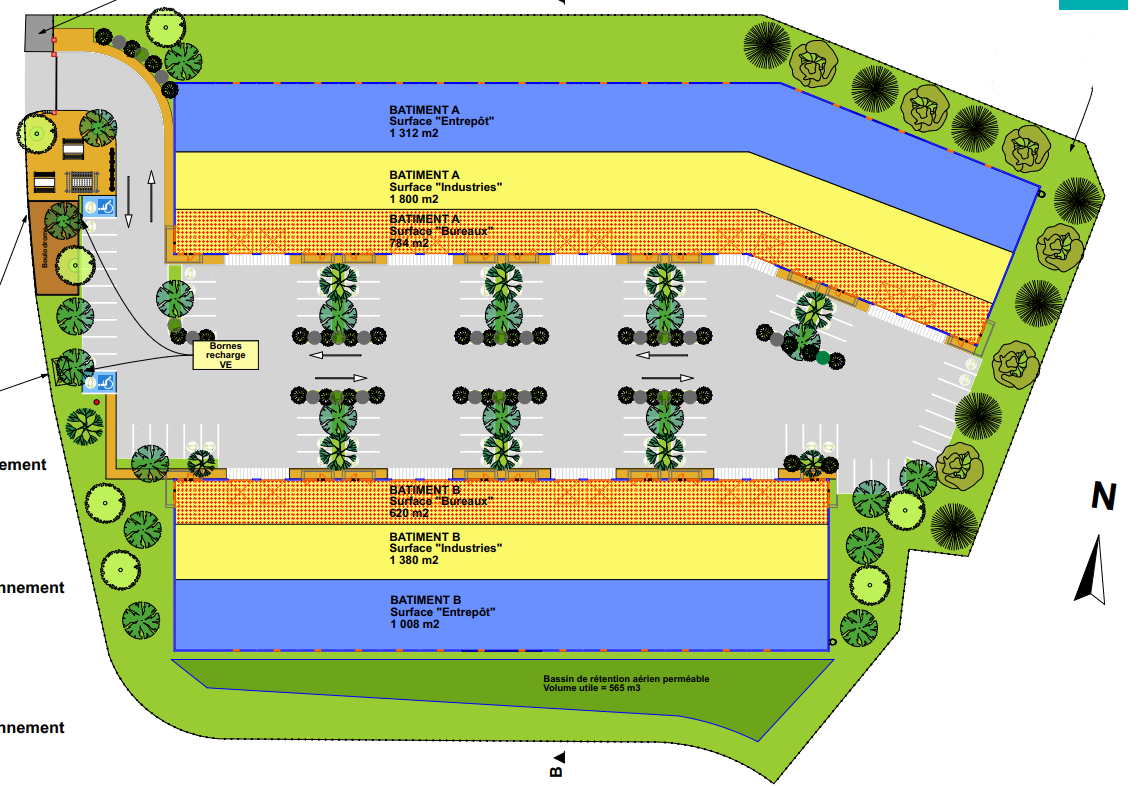 BATIMENT A
Surface "Entrepôt"
1 312 m2
BATIMENT A
Surface "Industries"
1 800 m2
BATIMENT A
Surface "Bureaux"
784 m2
Boulodrome
Bornes
recharge
VE
ement
BATIMENT B
Surface "Bureaux"
620 m2
N
BATIMENT B
Surface "Industries"
1 380 m2
nnement
BATIMENT B
Surface "Entrepôt"
1 008 m2
Bassin de rétention aérien perméable
Volume utile = 565 m3
nnement
B